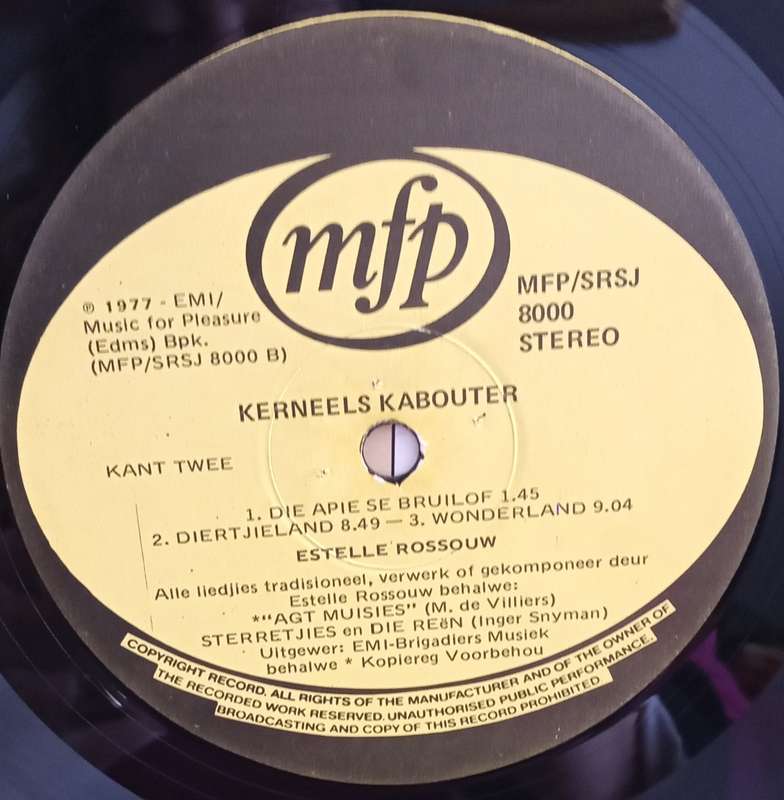 mfp
℗ 1977 - EMI/
Music for Pleasure
(Edms) Bpk.
(MFP/SRSJ 8000 B)
MFP/SRSJ
8000
STEREO
KERNEELS KABOUTER
KANT TWEE
1. DIE APIE SE BRUILOF 1.45
2. DIERTJIELAND 8.49 — 3. WONDERLAND 9.04
ESTELLE ROSSOUW
Alle liedjies tradisioneel, verwerk of gekomponeer deur
Estelle Rossouw behalwe:
*"AGT MUISIES" (M. de Villiers)
STERRETJIES en DIE REëN (Inger Snyman)
Uitgewer: EMI-Brigadiers Musiek
behalwe * Kopiereg Voorbehou
COPYRIGHT RECORD. ALL RIGHTS OF THE MANUFACTURER AND OF THE OWNER OF
THE RECORDED WORK RESERVED. UNAUTHORISED PUBLIC PERFORMANCE,
BROADCASTING AND COPY OF THIS RECORD PROHIBITED